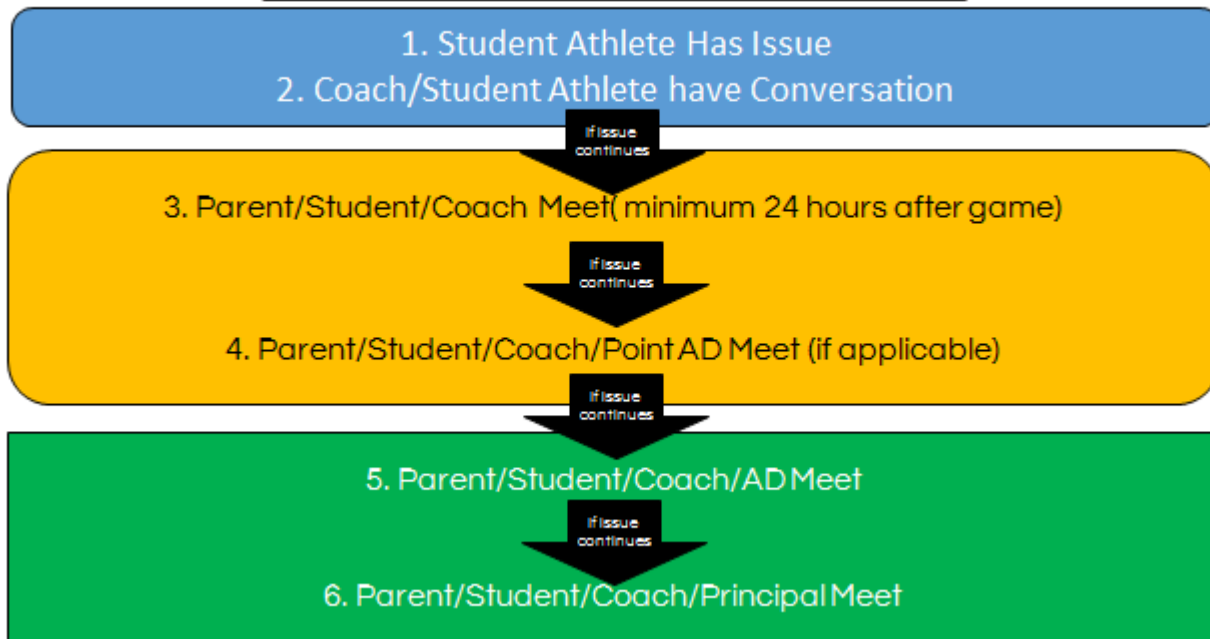 1. Student Athlete Has Issue
2. Coach/Student Athlete have Conversation
If Issue
continues
3. Parent/Student/Coach Meet( minimum 24 hours after game)
If Issue
continues
4. Parent/Student/Coach/Point AD Meet (if applicable)
If Issue
continues
5. Parent/Student/Coach/AD Meet
If Issue
continues
6. Parent/Student/Coach/Principal Meet